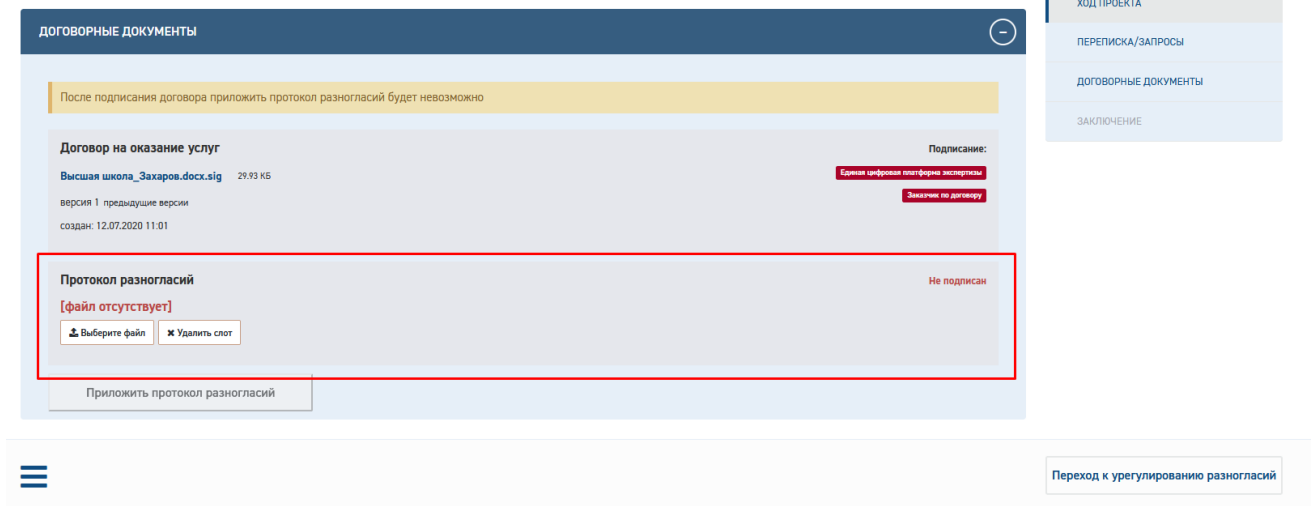 ХОД ПРОЕКТА
ДОГОВОРНЫЕ ДОКУМЕНТЫ
ПЕРЕПИСКА/ЗАПРОСЫ
ДОГОВОРНЫЕ ДОКУМЕНТЫ
ЗАКЛЮЧЕНИЕ
После подписания договора приложить протокол разногласий будет невозможно
Договор на оказание услуг
Подписание:
Высшая школа_Захаров.docx.sig 29.93 КБ
Единая цифровая платформа экспертизы
версия 1 предыдущие версии
Заказчик по договору
создан: 12.07.2020 11:01
Протокол разногласий
Не подписан
[файл отсутствует]
Выберите файл
Удалить слот
Приложить протокол разногласий
Переход к урегулированию разногласий